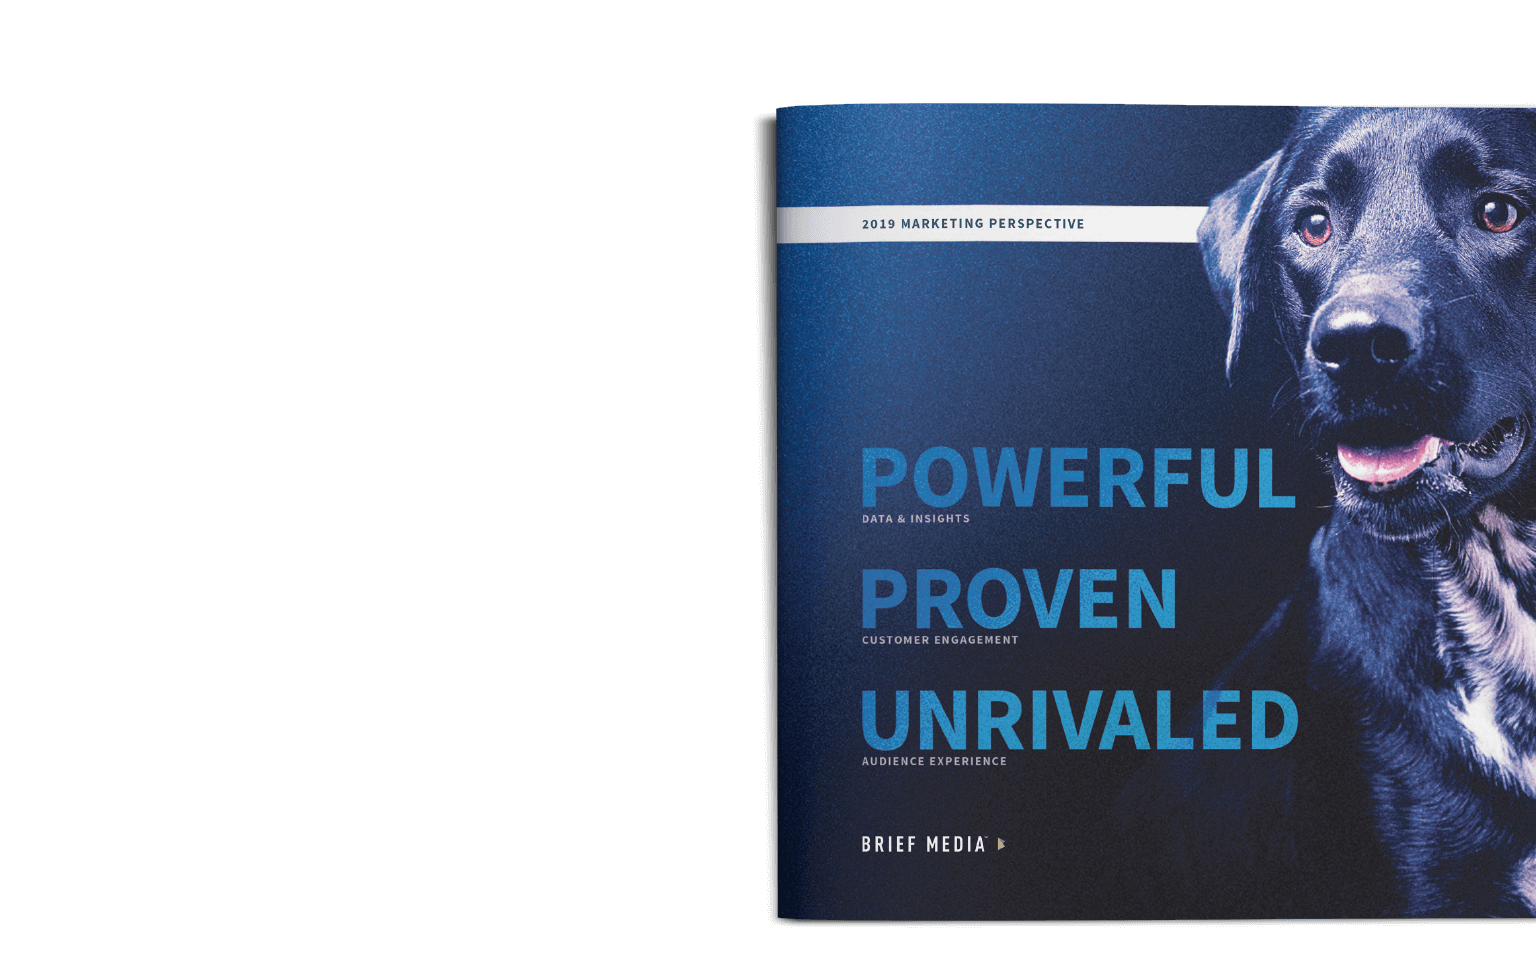 2019 MARKETING PERSPECTIVE
POWERFUL
DATA & INSIGHTS
PROVEN
CUSTOMER ENGAGEMENT
UNRIVALED
AUDIENCE EXPERIENCE
BRIEF MEDIA